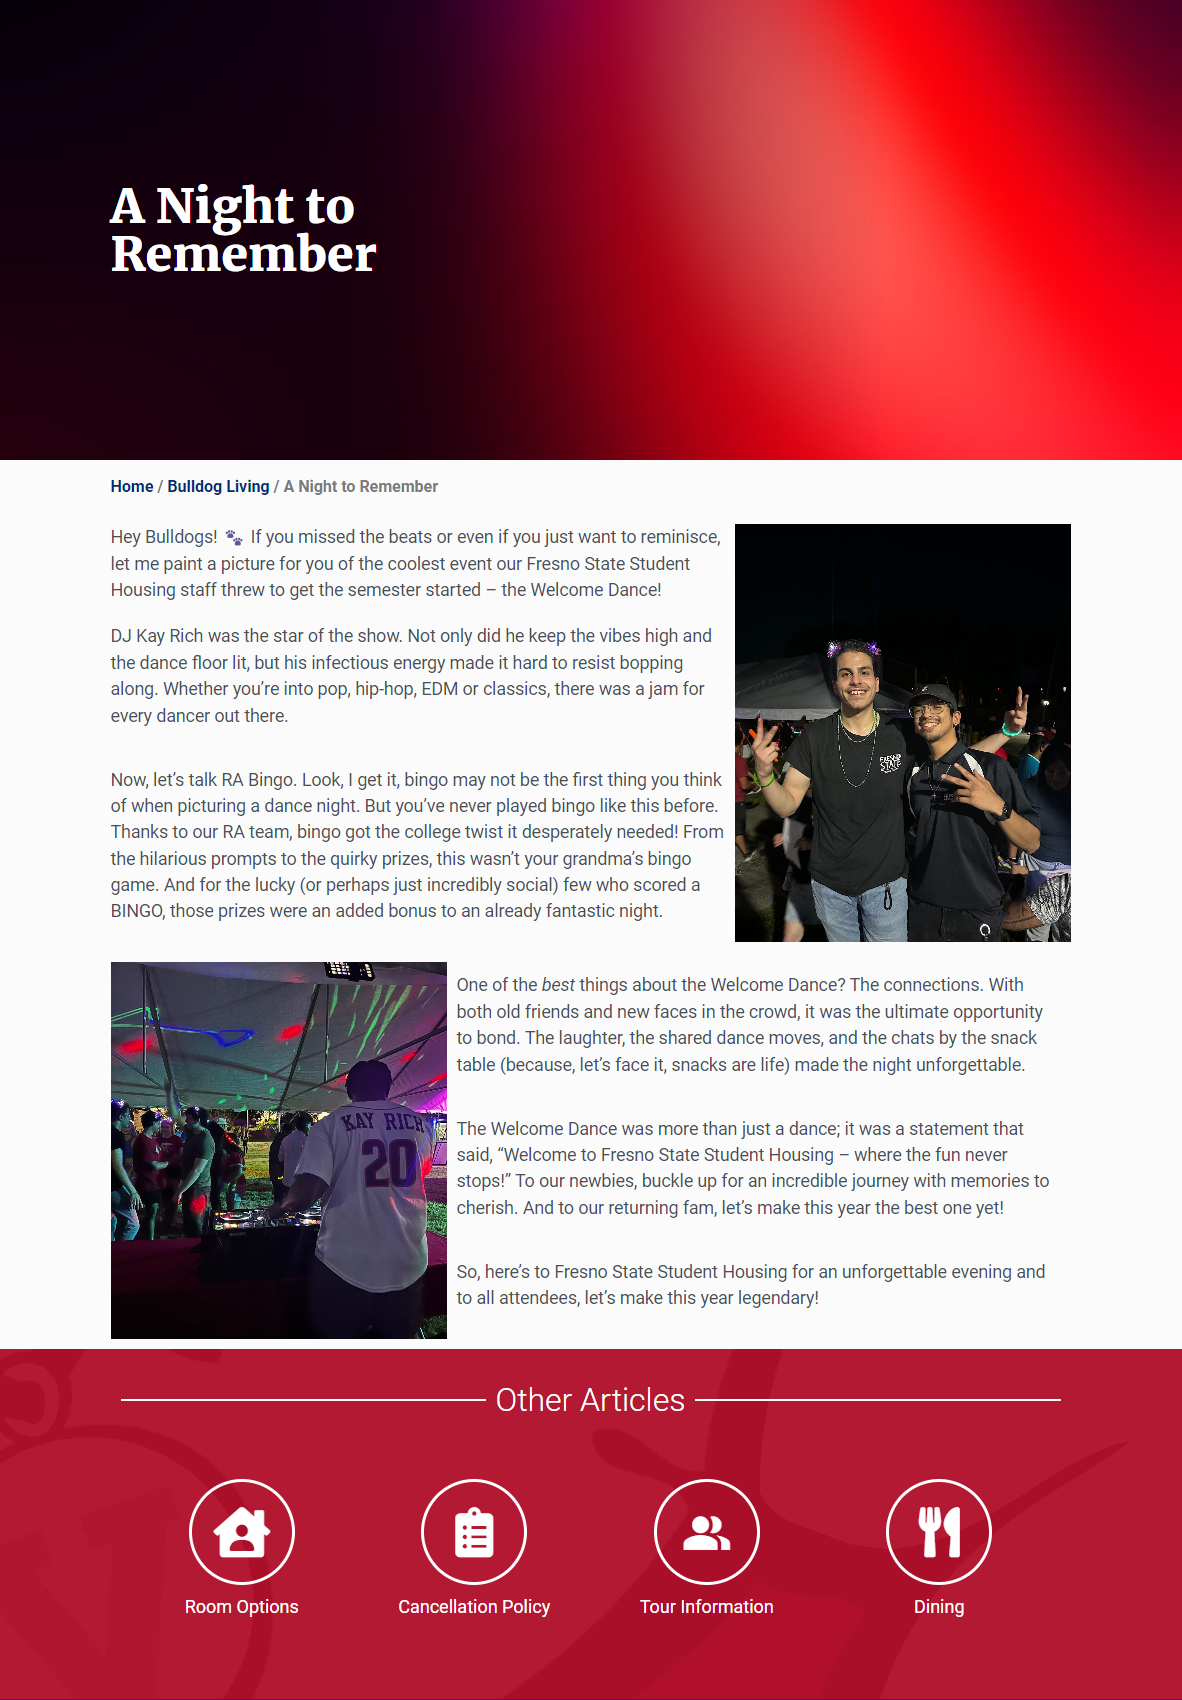 A Night to
Remember
Home / Bulldog Living / A Night to Remember
Hey Bulldogs! 🐾 If you missed the beats or even if you just want to reminisce,
let me paint a picture for you of the coolest event our Fresno State Student
Housing staff threw to get the semester started – the Welcome Dance!
DJ Kay Rich was the star of the show. Not only did he keep the vibes high and
the dance floor lit, but his infectious energy made it hard to resist bopping
along. Whether you’re into pop, hip-hop, EDM or classics, there was a jam for
every dancer out there.
Now, let’s talk RA Bingo. Look, I get it, bingo may not be the first thing you think
of when picturing a dance night. But you’ve never played bingo like this before.
Thanks to our RA team, bingo got the college twist it desperately needed! From
the hilarious prompts to the quirky prizes, this wasn’t your grandma’s bingo
game. And for the lucky (or perhaps just incredibly social) few who scored a
BINGO, those prizes were an added bonus to an already fantastic night.
FRESNO
STATE
KAY RICH
20
One of the best things about the Welcome Dance? The connections. With
both old friends and new faces in the crowd, it was the ultimate opportunity
to bond. The laughter, the shared dance moves, and the chats by the snack
table (because, let’s face it, snacks are life) made the night unforgettable.
The Welcome Dance was more than just a dance; it was a statement that
said, “Welcome to Fresno State Student Housing – where the fun never
stops!” To our newbies, buckle up for an incredible journey with memories to
cherish. And to our returning fam, let’s make this year the best one yet!
So, here’s to Fresno State Student Housing for an unforgettable evening and
to all attendees, let’s make this year legendary!
Other Articles
Room Options
Cancellation Policy
Tour Information
Dining